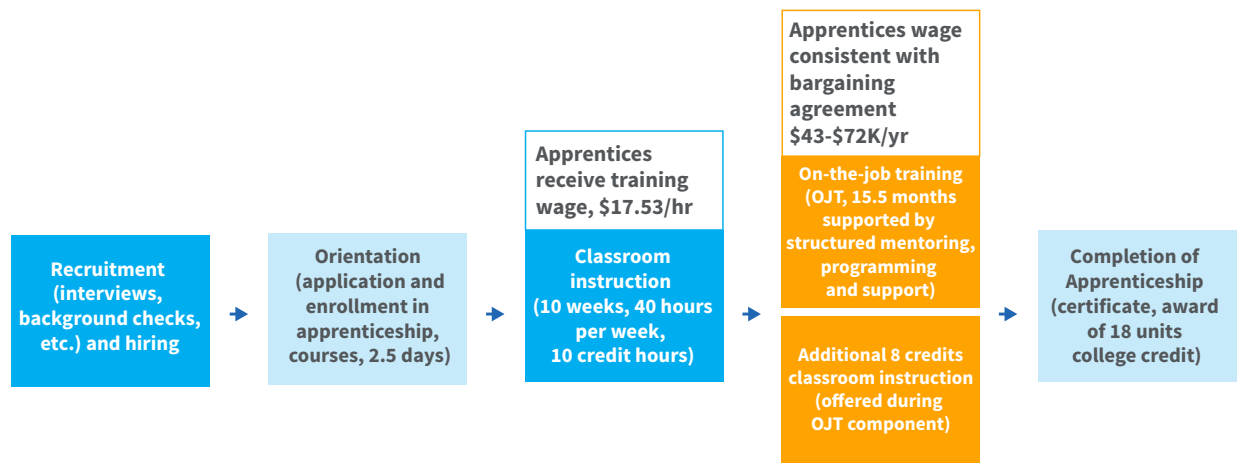 Recruitment
(interviews,
background checks,
etc.) and hiring
Orientation
(application and
enrollment in
apprenticeship,
courses, 2.5 days)
Apprentices
receive training
wage, $17.53/hr
Classroom
instruction
(10 weeks, 40 hours
per week,
10 credit hours)
Apprentices wage
consistent with
bargaining
agreement
$43-$72K/yr
On-the-job training
(OJT, 15.5 months
supported by
structured mentoring,
programming
and support)
Additional 8 credits
classroom instruction
(offered during
OJT component)
Completion of
Apprenticeship
(certificate, award
of 18 units
college credit)